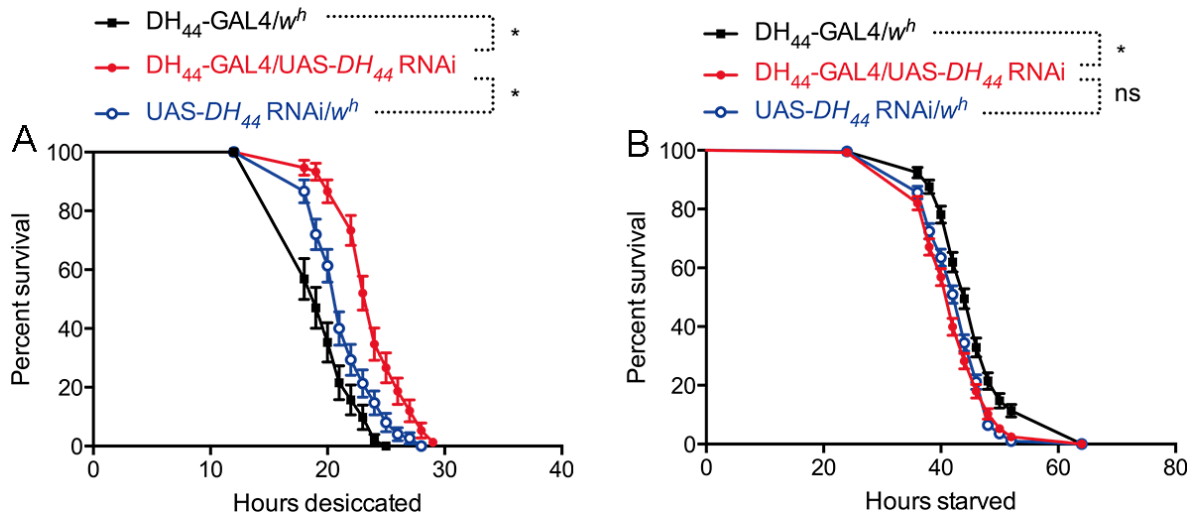 DH44-GAL4/wh
*
DH44-GAL4/UAS-DH44 RNAi
*
UAS-DH44 RNAi/wh
A
100
80
60
40
20
0
Percent survival
0 10 20 30 40
Hours desiccated
DH44-GAL4/wh
*
DH44-GAL4/UAS-DH44 RNAi
ns
UAS-DH44 RNAi/wh
B
100
80
60
40
20
0
Percent survival
0 20 40 60 80
Hours starved